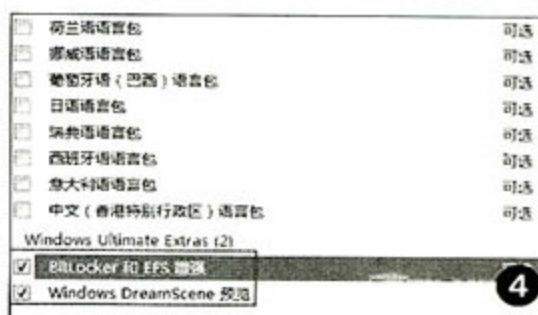 荷兰语语言包 可选
挪威语语言包 可选
葡萄牙语（巴西）语言包 可选
日语语言包 可选
瑞典语语言包 可选
西班牙语语言包 可选
意大利语语言包 可选
中文（香港特别行政区）语言包 可选
Windows Ultimate Extras (2)
BitLocker 和 EFS 增强
Windows DreamScene 预览
4